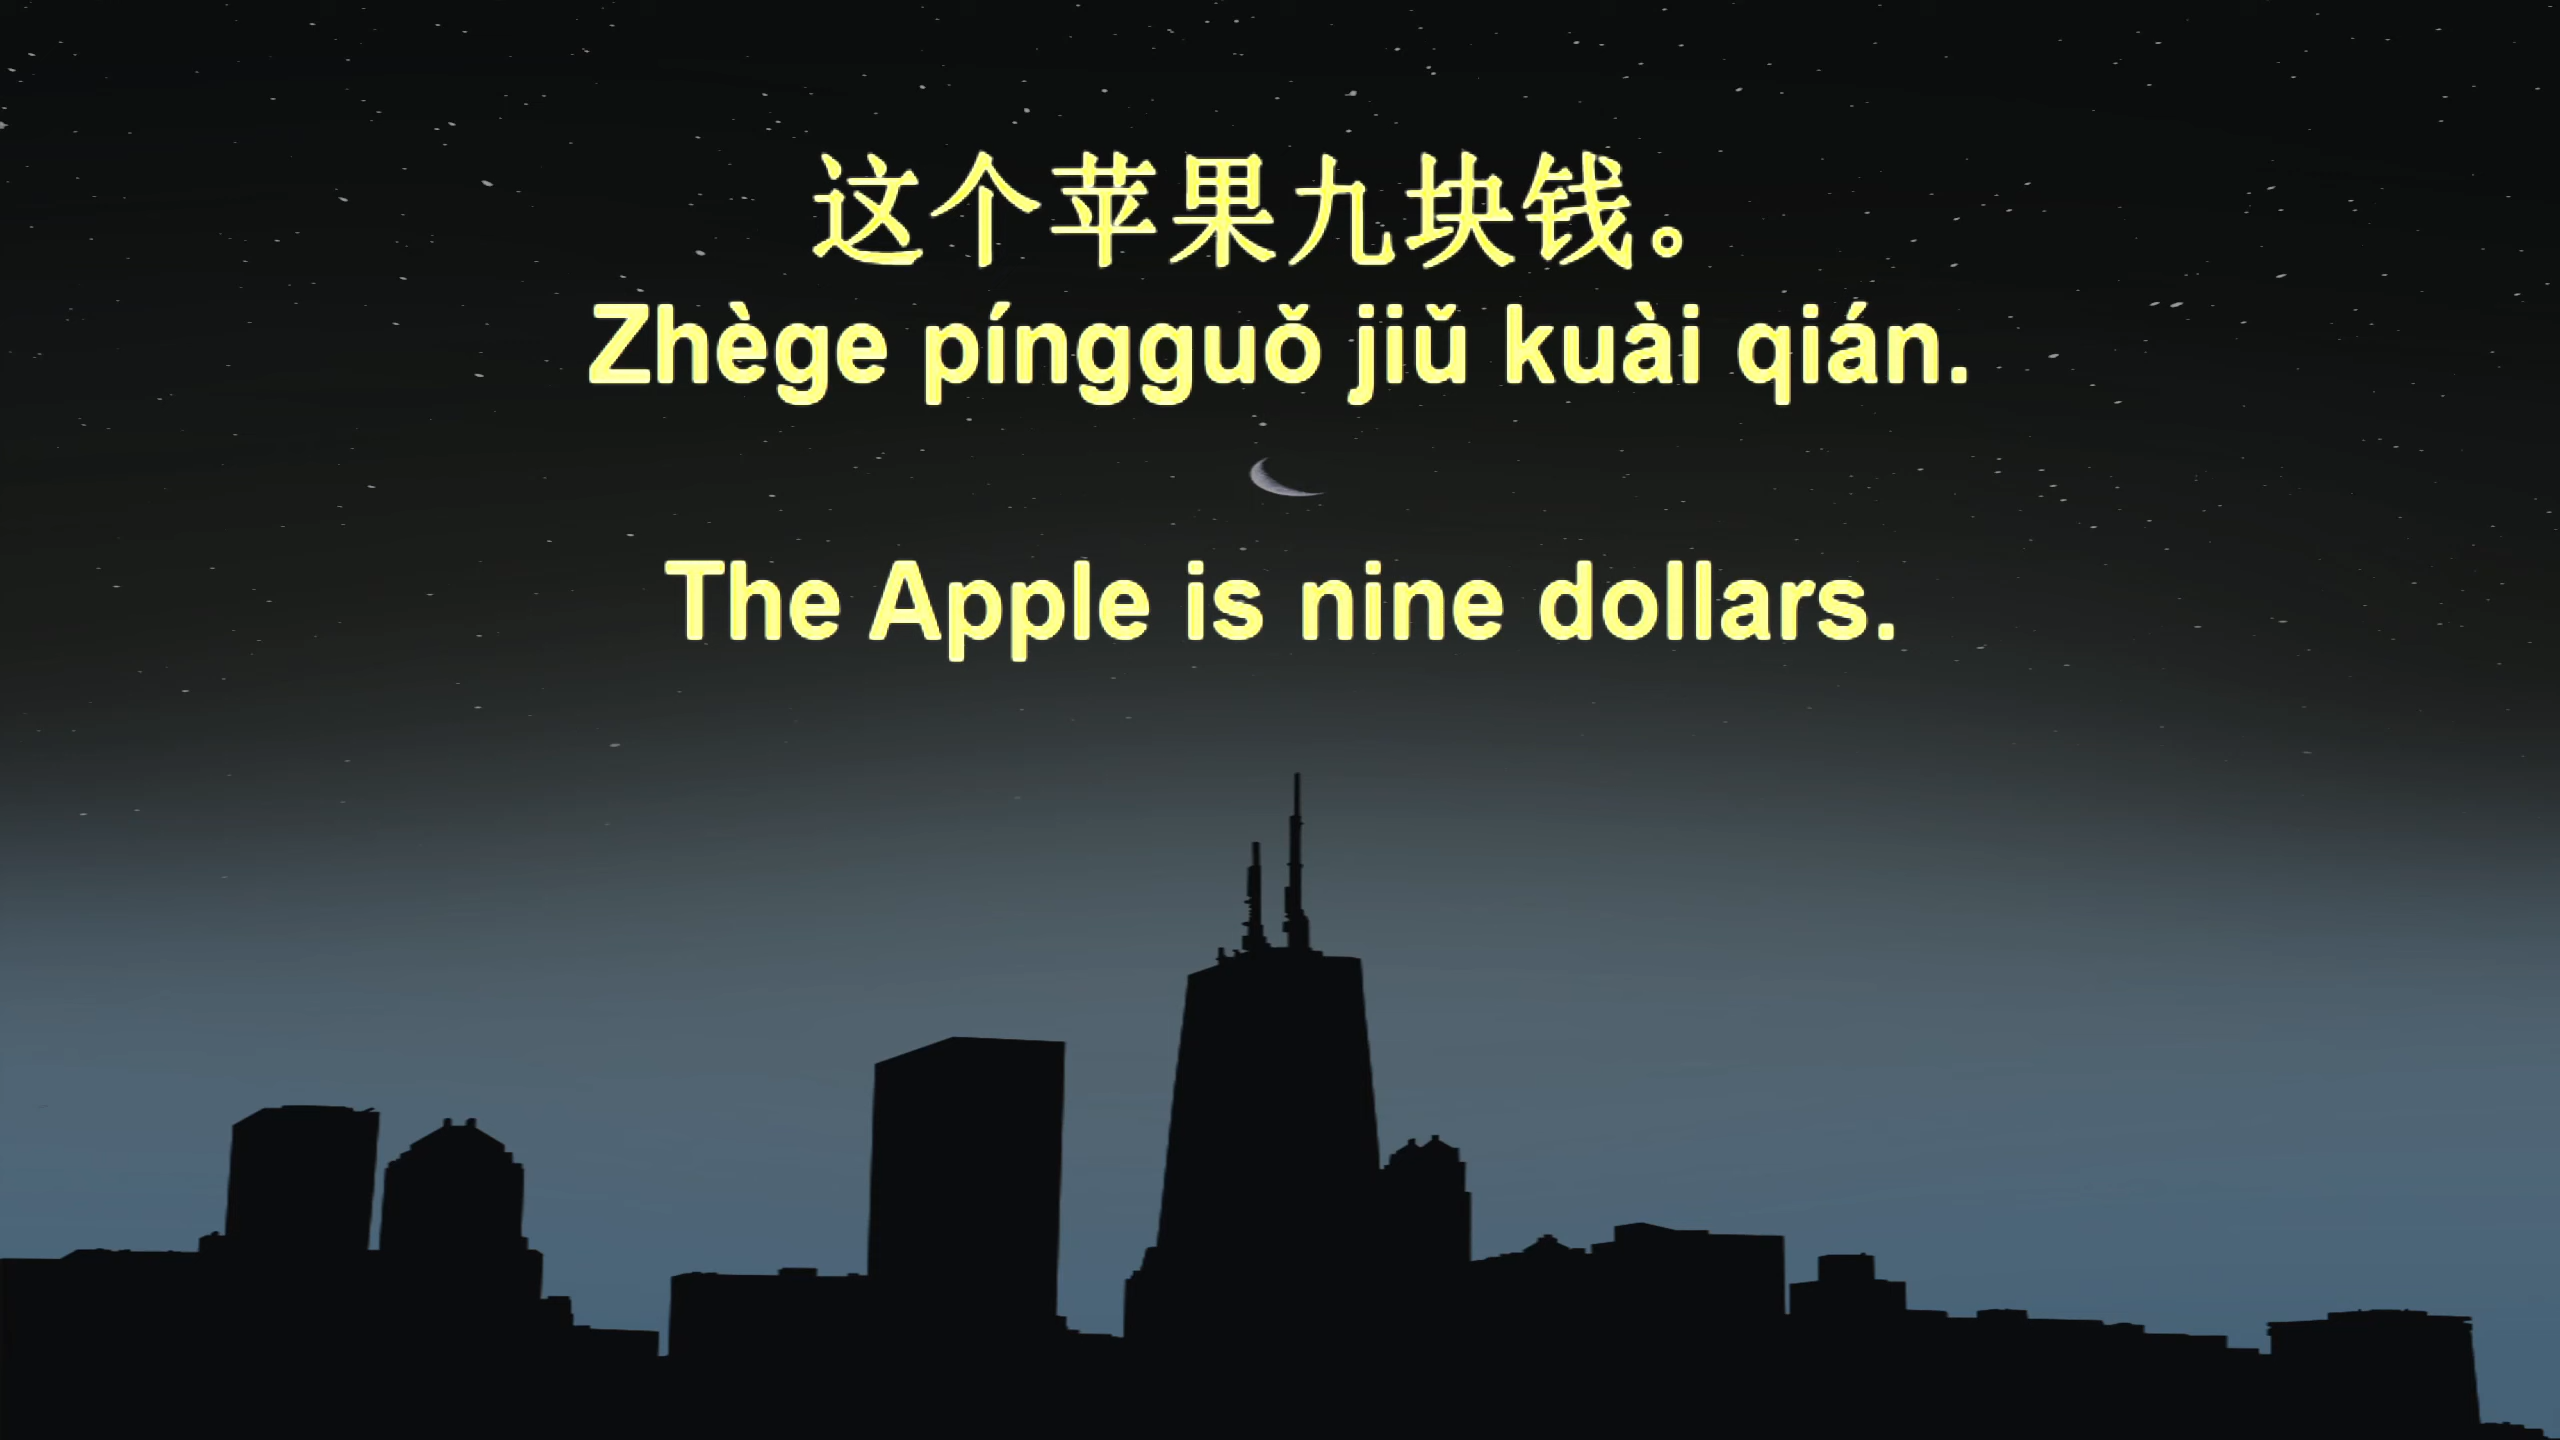 这个苹果九块钱。
Zhège píngguǒ jiǔ kuài qián.
The Apple is nine dollars.